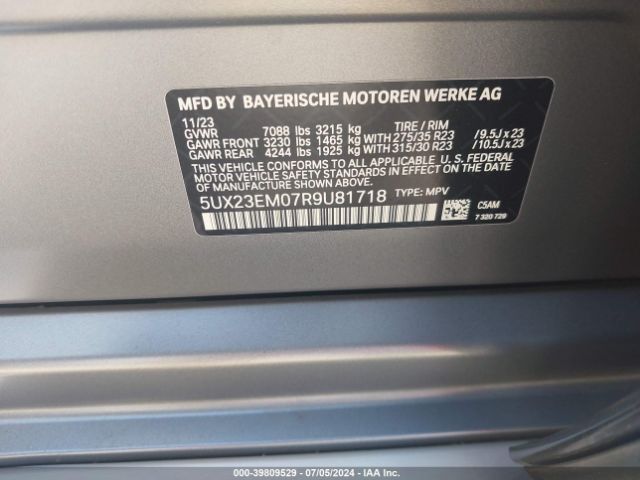 MFD BY BAYERISCHE MOTOREN WERKE AG
11/23
GVWR 7088 lbs 3215 kg TIRE / RIM
GAWR FRONT 3230 lbs 1465 kg WITH 275/35 R23 /9.5J x 23
GAWR REAR 4244 lbs 1925 kg WITH 315/30 R23 /10.5J x 23
THIS VEHICLE CONFORMS TO ALL APPLICABLE U. S. FEDERAL
MOTOR VEHICLE SAFETY STANDARDS IN EFFECT ON THE DATE
OF MANUFACTURE SHOWN ABOVE.
5UX23EM07R9U81718 TYPE: MPV
C5AM
7 320 729
000-39809529 - 07/05/2024 - IAA Inc.